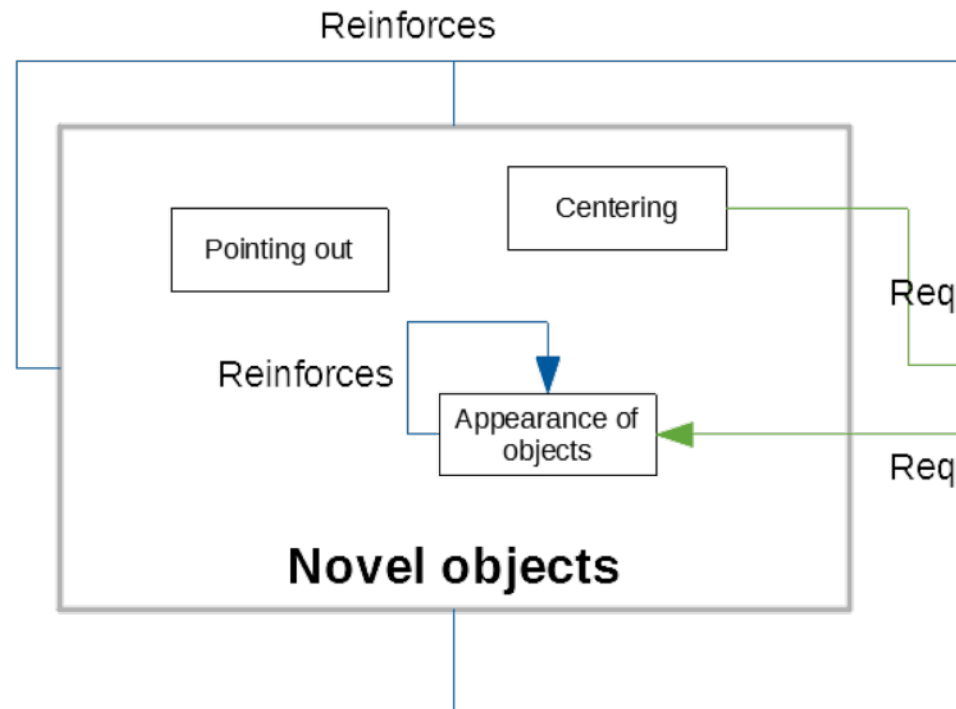 Reinforces
Centering
Pointing out
Req
Reinforces
Appearance of
objects
Req
Novel objects